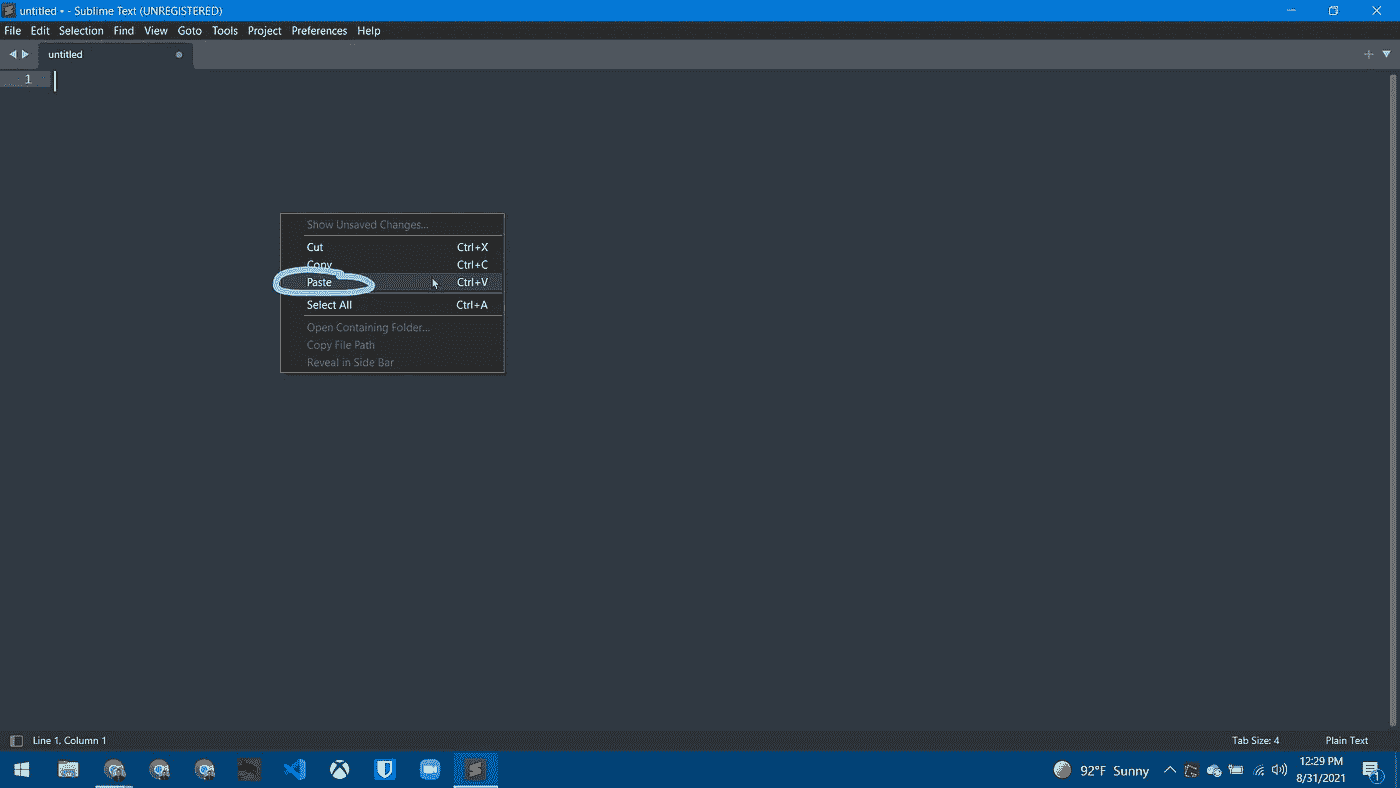 untitled • - Sublime Text (UNREGISTERED)
File Edit Selection Find View Goto Tools Project Preferences Help
untitled
1
Show Unsaved Changes...
Cut Ctrl+X
Copy Ctrl+C
Paste Ctrl+V
Select All Ctrl+A
Open Containing Folder...
Copy File Path
Reveal in Side Bar
Line 1, Column 1 Tab Size: 4 Plain Text
92°F Sunny 12:29 PM
8/31/2021
1